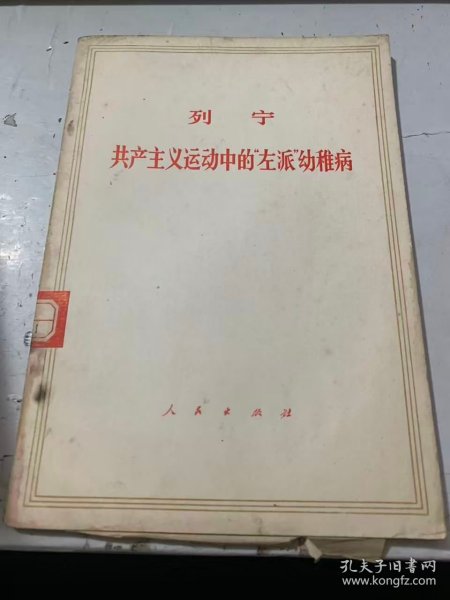 列 宁
共产主义运动中的“左派”幼稚病
人民出版社
孔夫子旧书网
www.kongfz.com